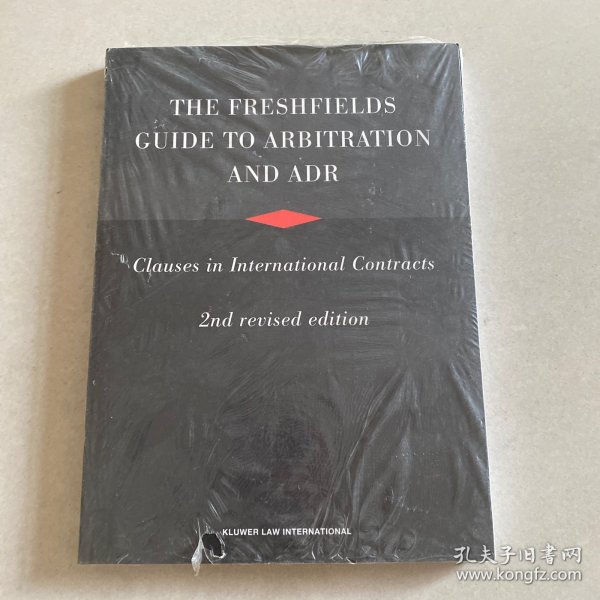 THE FRESHFIELDS
GUIDE TO ARBITRATION
AND ADR
Clauses in International Contracts
2nd revised edition
KLUWER LAW INTERNATIONAL
孔夫子旧书网
www.kongfz.com